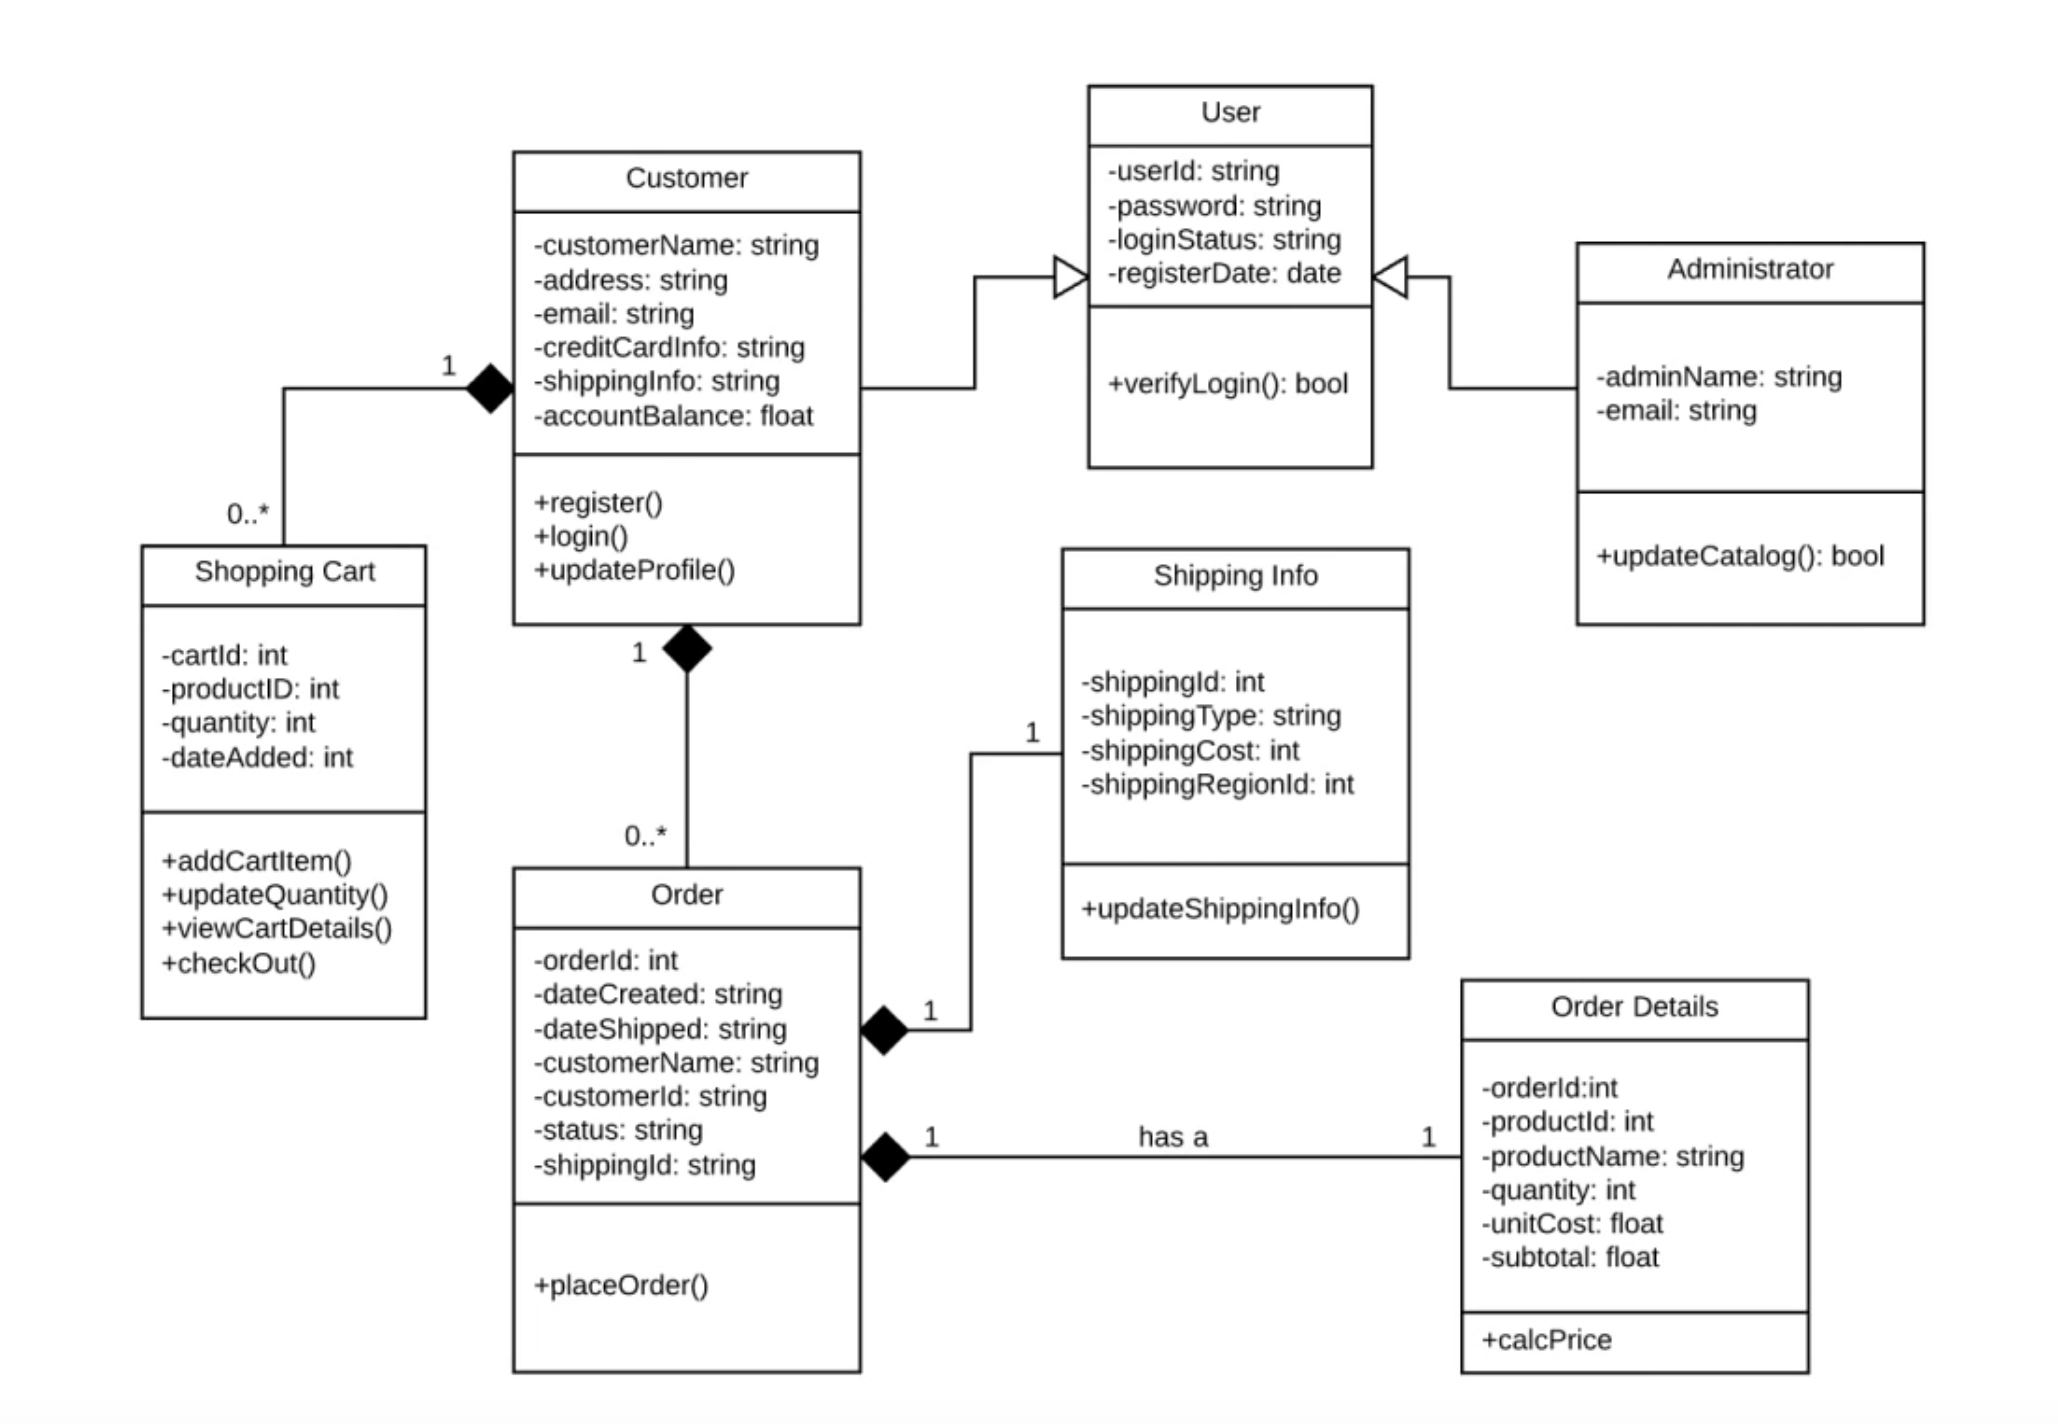 User
-userId: string
-password: string
-loginStatus: string
-registerDate: date
+verifyLogin(): bool
Customer
-customerName: string
-address: string
-email: string
-creditCardInfo: string
-shippingInfo: string
-accountBalance: float
+register()
+login()
+updateProfile()
Administrator
-adminName: string
-email: string
+updateCatalog(): bool
1
0..*
Shopping Cart
-cartId: int
-productID: int
-quantity: int
-dateAdded: int
+addCartItem()
+updateQuantity()
+viewCartDetails()
+checkOut()
1
0..*
Shipping Info
-shippingId: int
-shippingType: string
-shippingCost: int
-shippingRegionId: int
+updateShippingInfo()
1
1
Order
-orderId: int
-dateCreated: string
-dateShipped: string
-customerName: string
-customerId: string
-status: string
-shippingId: string
+placeOrder()
1 has a 1
Order Details
-orderId:int
-productId: int
-productName: string
-quantity: int
-unitCost: float
-subtotal: float
+calcPrice